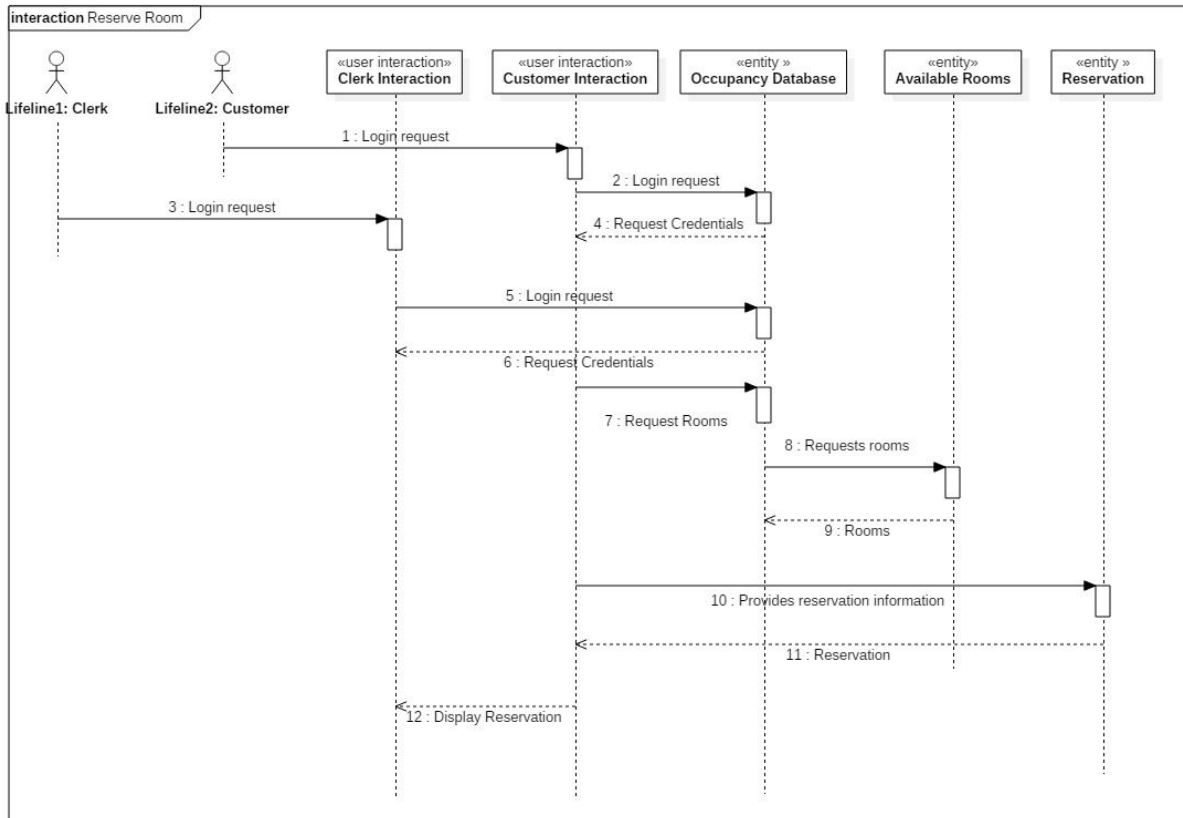 interaction Reserve Room
«user interaction»
Clerk Interaction
«user interaction»
Customer Interaction
«entity »
Occupancy Database
«entity»
Available Rooms
«entity »
Reservation
Lifeline1: Clerk
Lifeline2: Customer
1 : Login request
2 : Login request
3 : Login request
4 : Request Credentials
5 : Login request
6 : Request Credentials
7 : Request Rooms
8 : Requests rooms
9 : Rooms
10 : Provides reservation information
11 : Reservation
12 : Display Reservation